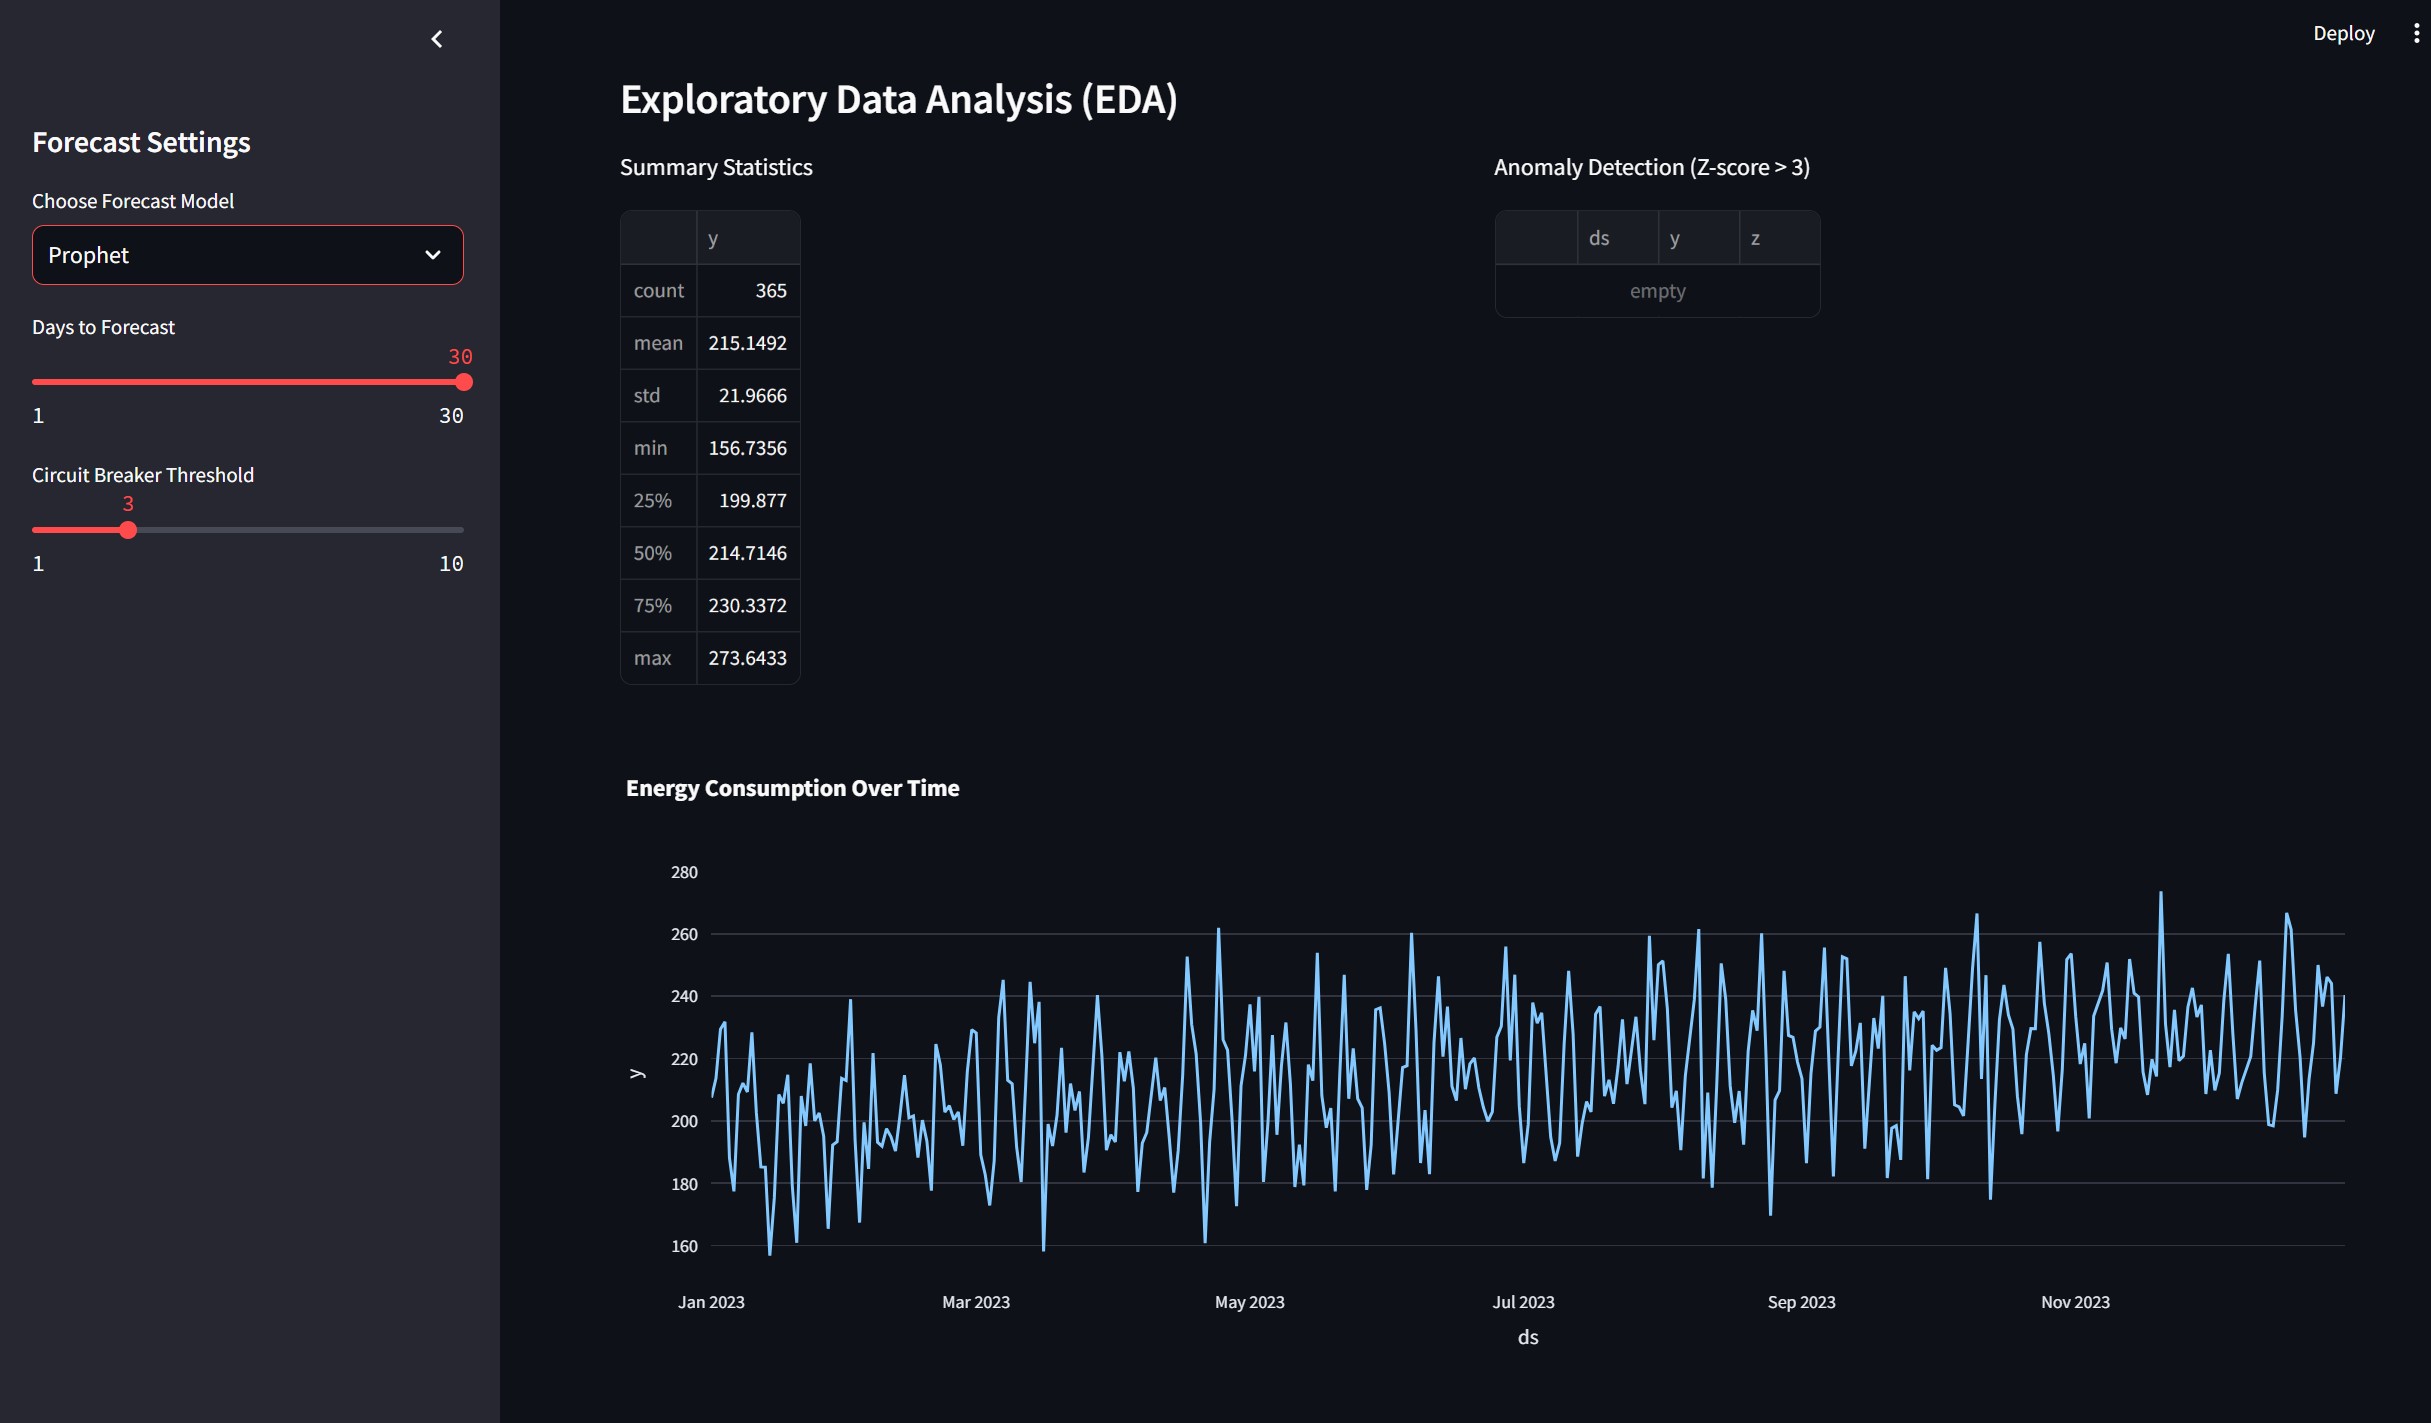 Deploy
Forecast Settings
Choose Forecast Model
Prophet
Days to Forecast
30
1 30
Circuit Breaker Threshold
3
1 10
Exploratory Data Analysis (EDA)
Summary Statistics
y
count 365
mean 215.1492
std 21.9666
min 156.7356
25% 199.877
50% 214.7146
75% 230.3372
max 273.6433
Anomaly Detection (Z-score > 3)
ds y z
empty
Energy Consumption Over Time
280
260
240
220
200
180
160
y
Jan 2023 Mar 2023 May 2023 Jul 2023 Sep 2023 Nov 2023
ds